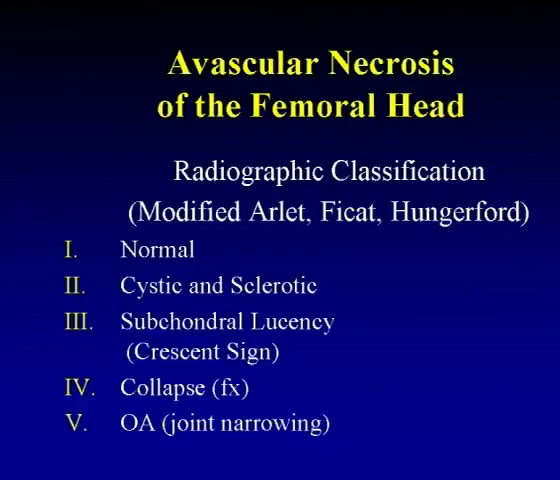 Avascular Necrosis
of the Femoral Head
Radiographic Classification
(Modified Arlet, Ficat, Hungerford)
I. Normal
II. Cystic and Sclerotic
III. Subchondral Lucency
(Crescent Sign)
IV. Collapse (fx)
V. OA (joint narrowing)